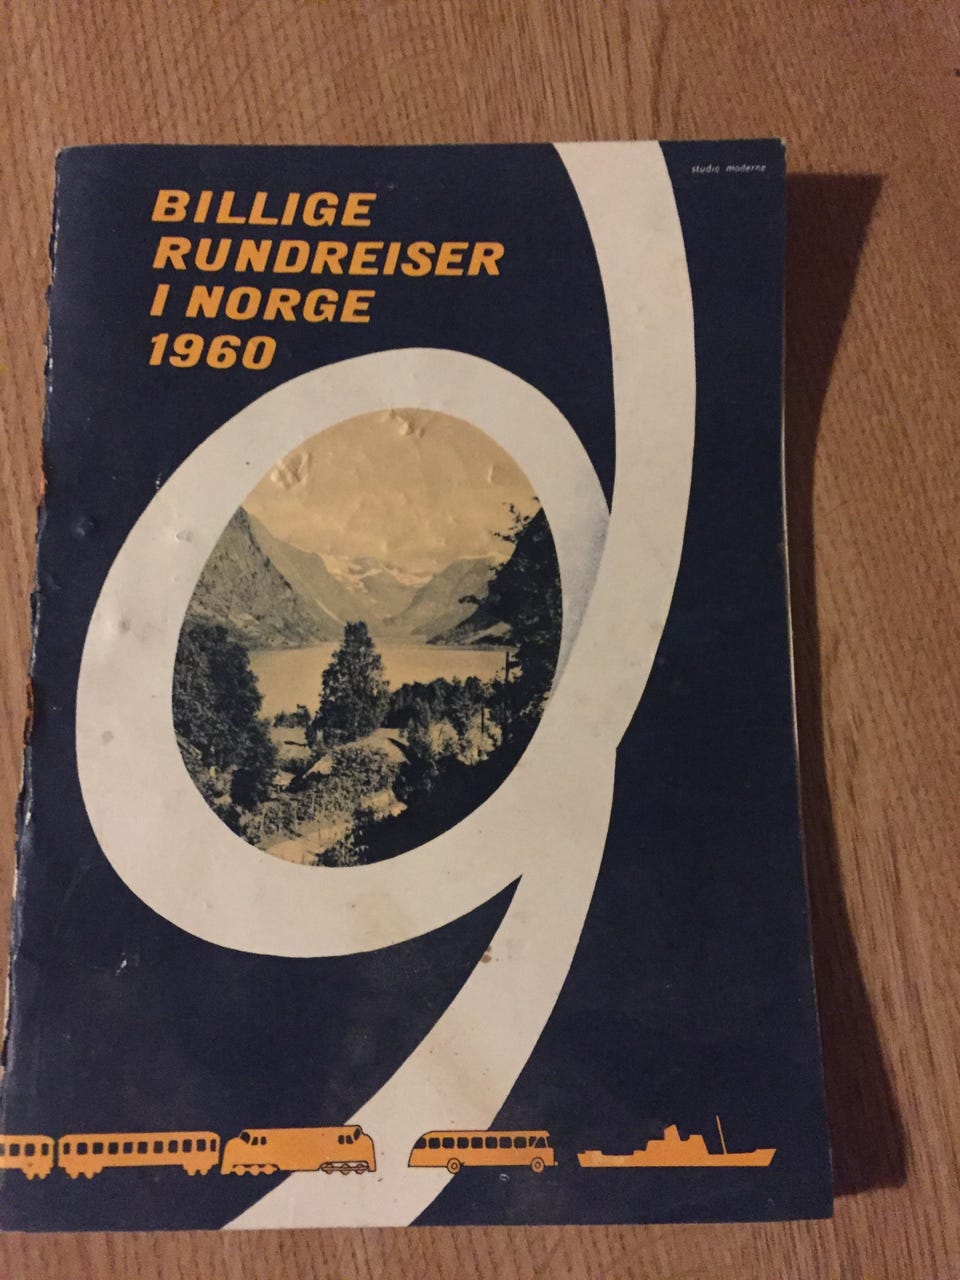 studio moderne
BILLIGE
RUNDREISER
I NORGE
1960